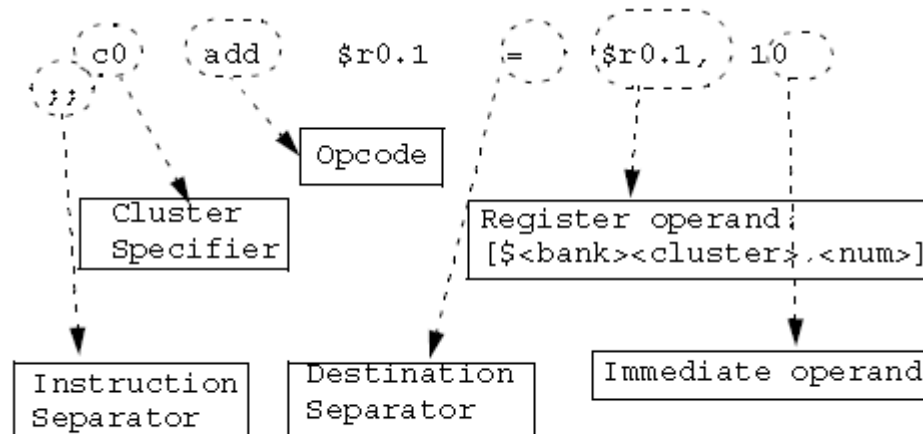 c0 add $r0.1 = $r0.1, 10
;;
Opcode
Cluster
Specifier
Register operand
[$<bank><cluster>.<num>]
Instruction
Separator
Destination
Separator
Immediate operand